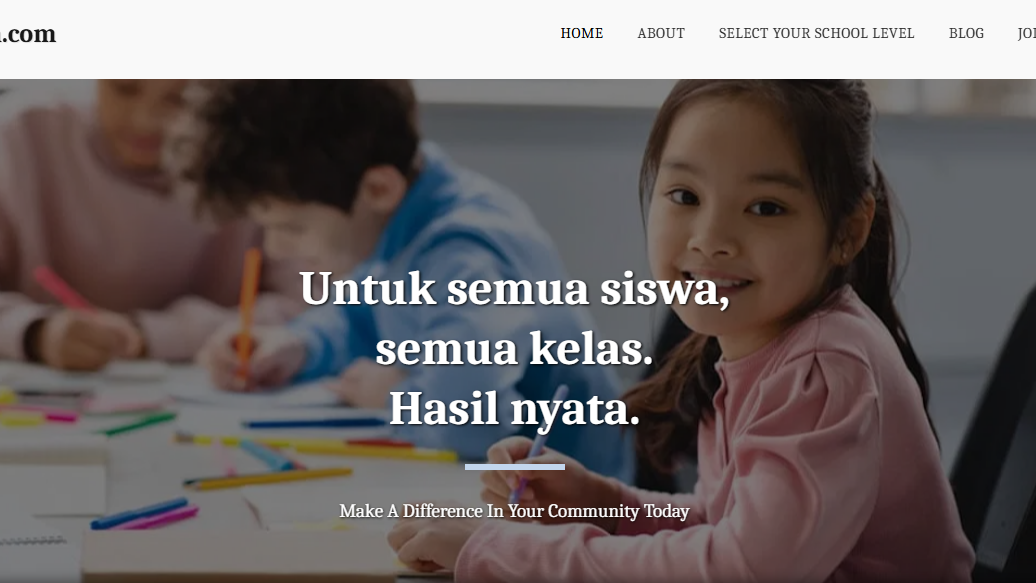 .com
HOME ABOUT SELECT YOUR SCHOOL LEVEL BLOG
Untuk semua siswa,
semua kelas.
Hasil nyata.
Make A Difference In Your Community Today